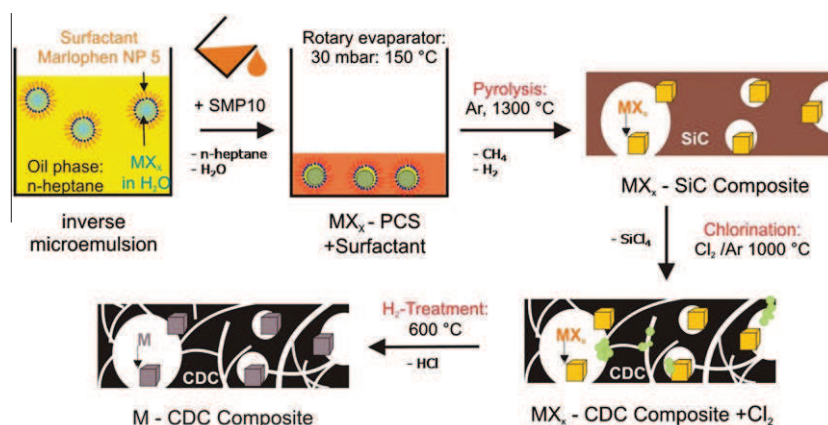 Surfactant
Marlophen NP 5
Oil phase:
n-heptane
MXₓ
in H₂O
inverse
microemulsion
+ SMP10
- n-heptane
- H₂O
Rotary evaporator:
30 mbar: 150 °C
MXₓ - PCS
+Surfactant
Pyrolysis:
Ar, 1300 °C
- CH₄
- H₂
MXₓ
SiC
MXₓ - SiC Composite
- SiCl₄
Chlorination:
Cl₂ /Ar 1000 °C
MXₓ
CDC
MXₓ - CDC Composite +Cl₂
H₂-Treatment:
600 °C
- HCl
M
CDC
M - CDC Composite